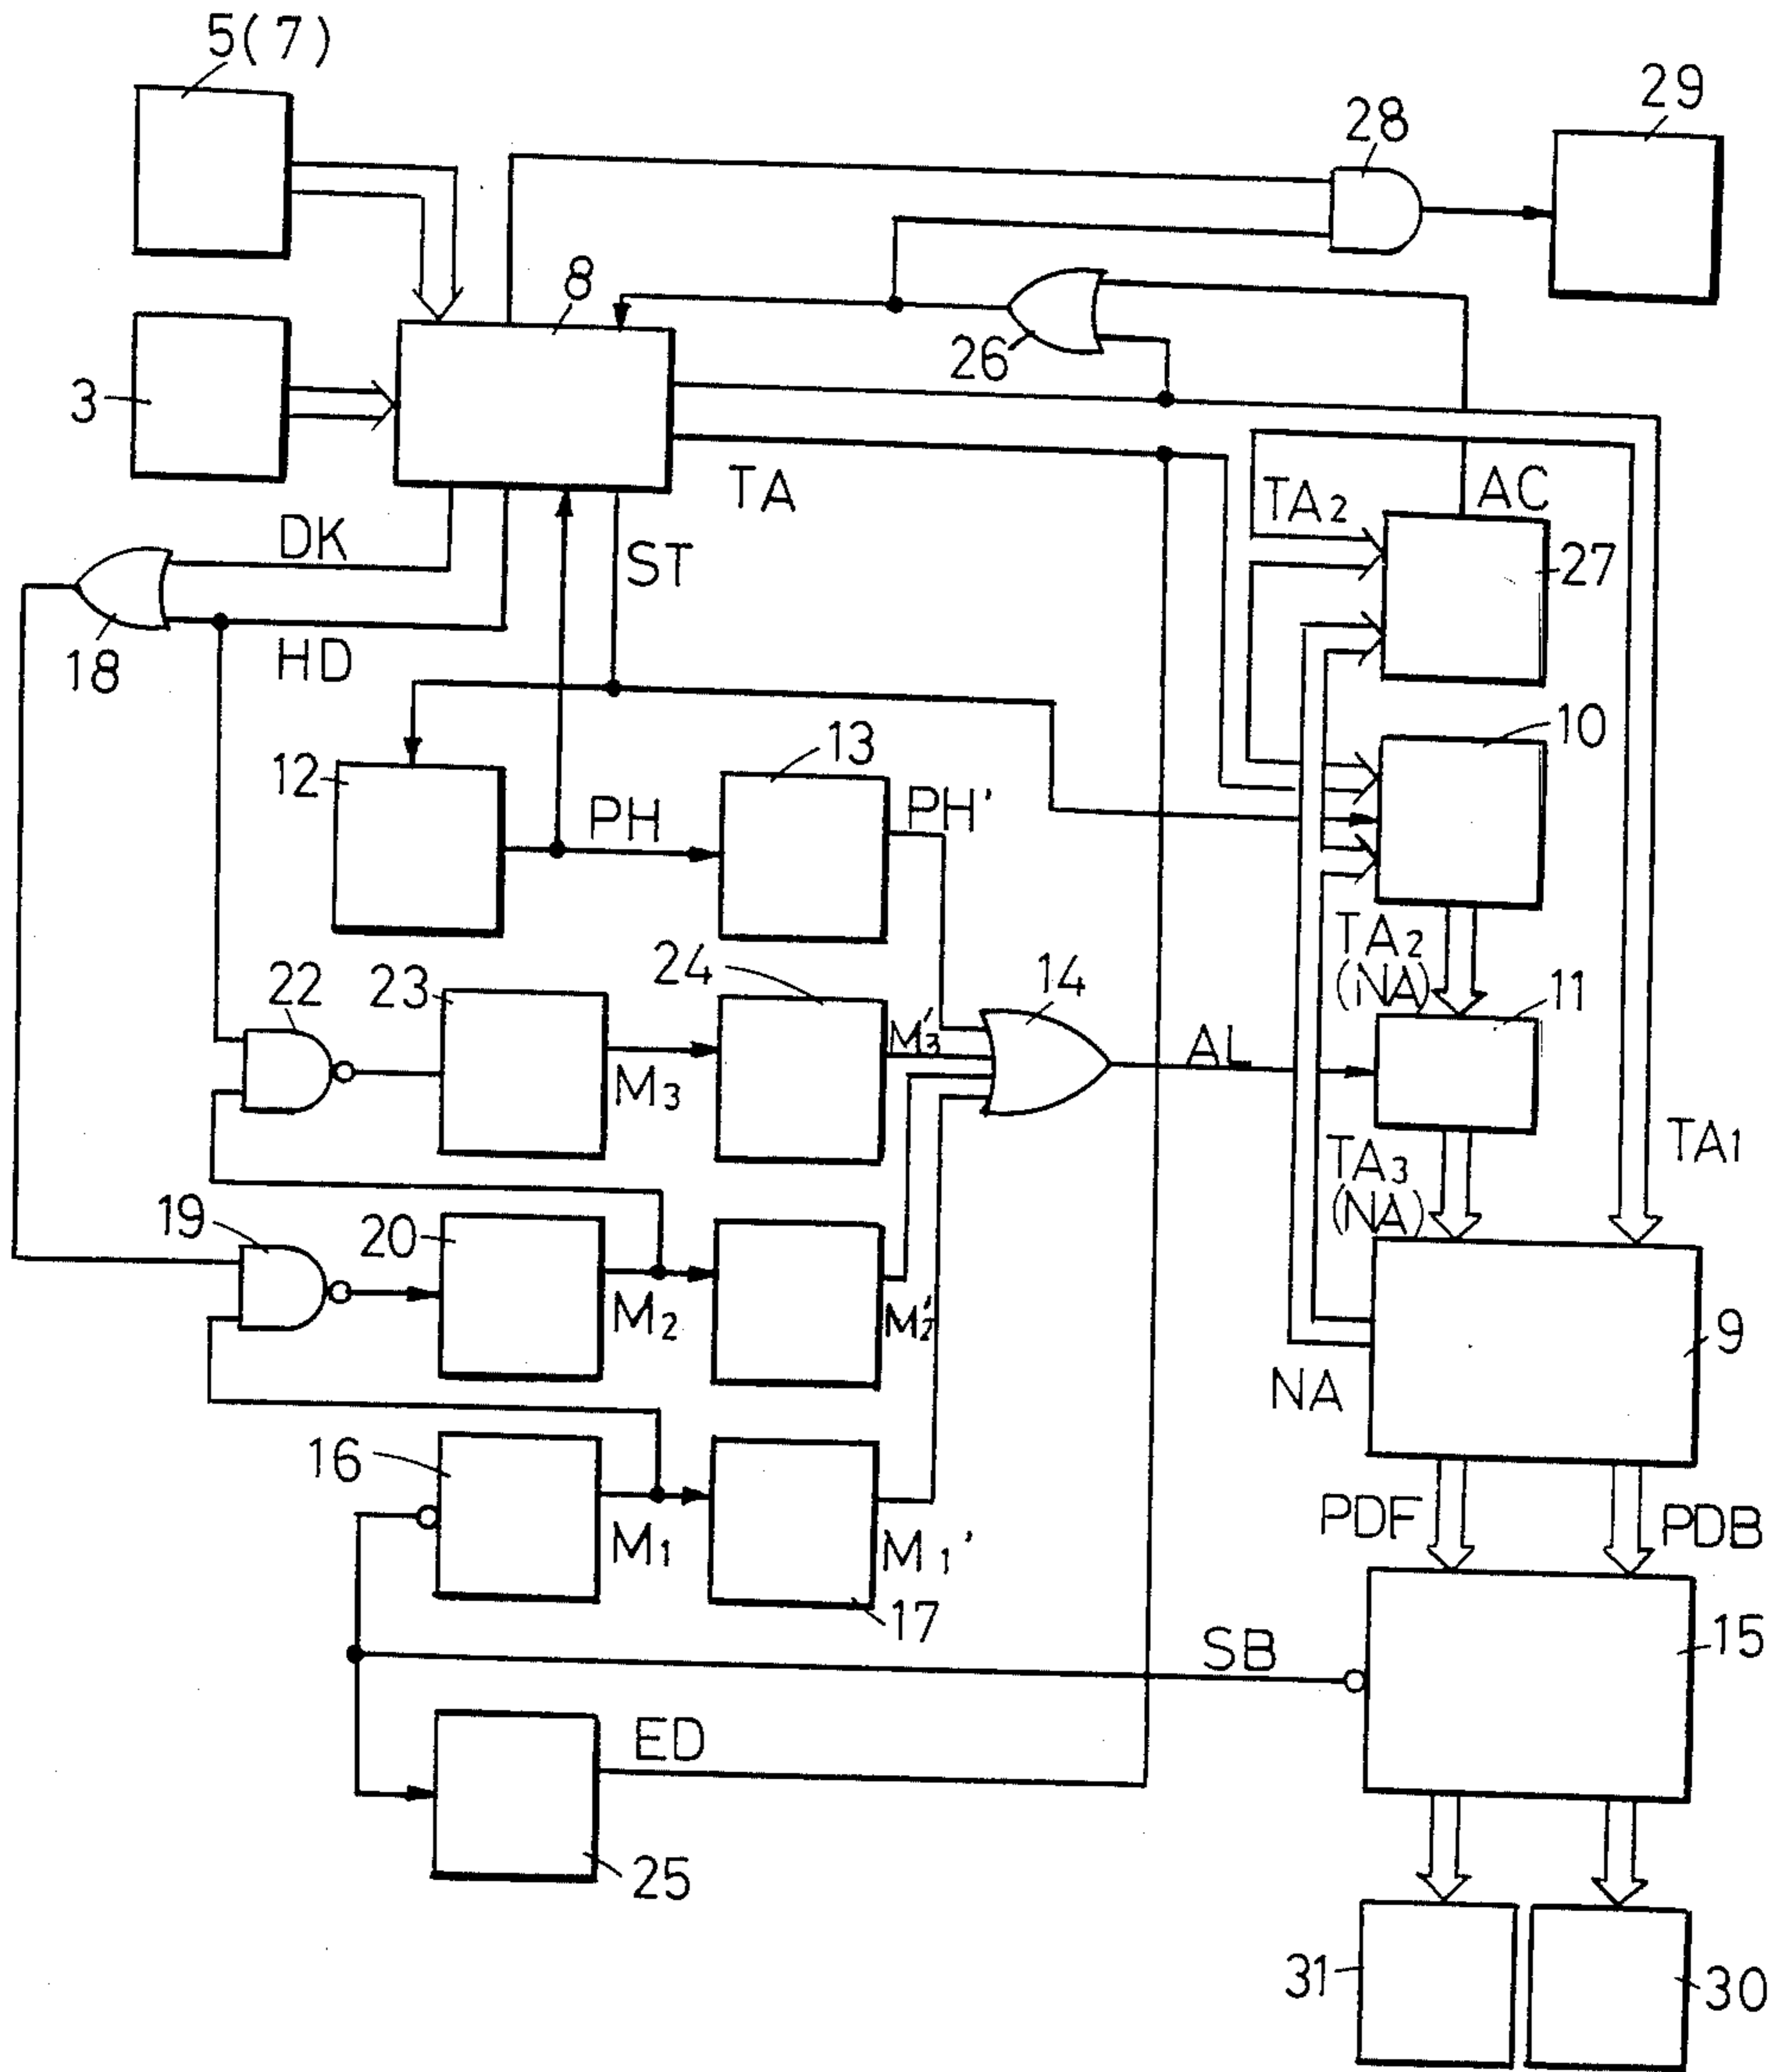 5(7)
29
28
8
26
3
TA
TA2
AC
DK
ST
27
18
HD
10
13
12
PH
PH'
TA2
(NA)
24
14
11
22
23
M3'
AL
M3
TA3
(NA)
TA1
19
20
M2
M2'
9
NA
16
PDF
PDB
M1
M1'
17
15
SB
ED
25
31
30